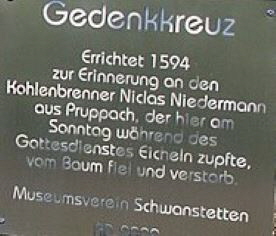 Gedenkkreuz
Errichtet 1594
zur Erinnerung an den
Kohlenbrenner Niclas Niedermann
aus Pruppach, der hier am
Sonntag während des
Gottesdienstes Eicheln zupfte,
vom Baum fiel und verstarb.
Museumsverein Schwanstetten